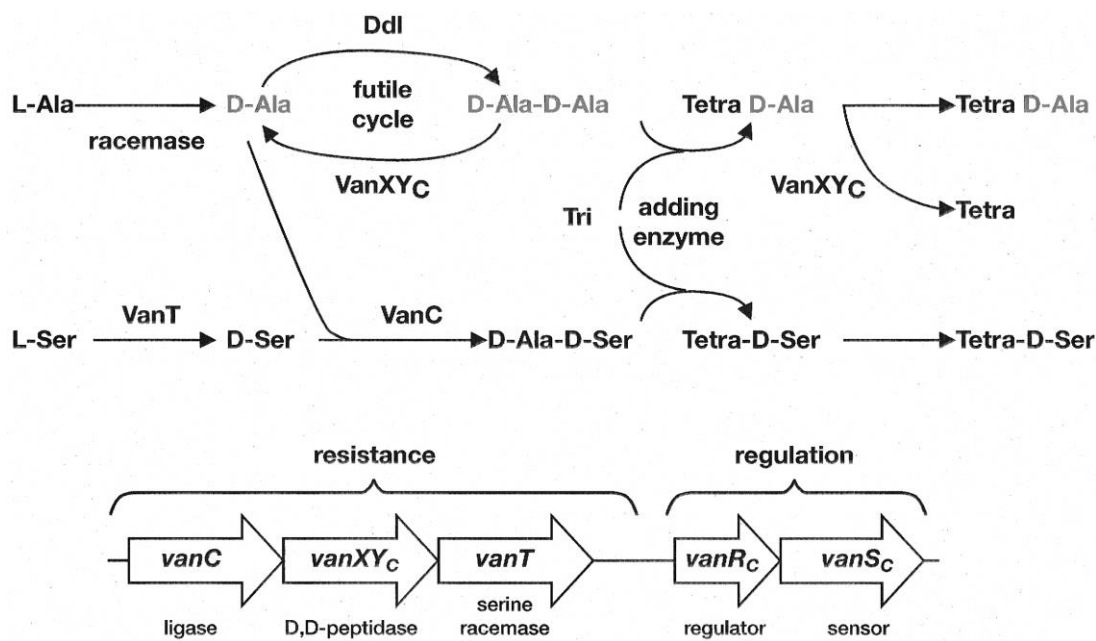 Ddl
L-Ala
D-Ala
futile
cycle
D-Ala-D-Ala
Tetra D-Ala
Tetra D-Ala
racemase
VanXYC
VanXYC
Tri
adding
enzyme
Tetra
VanT
VanC
L-Ser
D-Ser
D-Ala-D-Ser
Tetra-D-Ser
Tetra-D-Ser
resistance
regulation
vanC
vanXYC
vanT
vanRC
vanSC
ligase
D,D-peptidase
serine
racemase
regulator
sensor